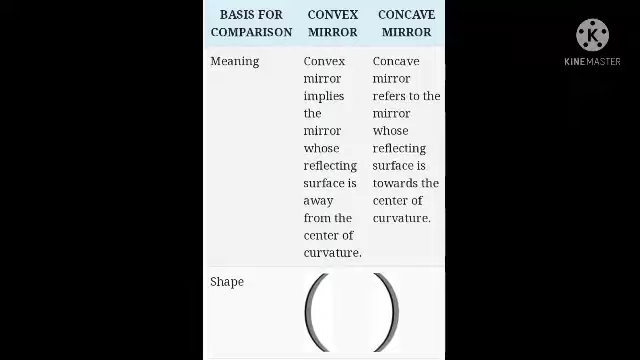 BASIS FOR COMPARISON
CONVEX MIRROR
CONCAVE MIRROR
Meaning
Convex
mirror
implies
the
mirror
whose
reflecting
surface is
away
from the
center of
curvature.
Concave
mirror
refers to the
mirror
whose
reflecting
surface is
towards the
center of
curvature.
Shape
K
KINEMASTER